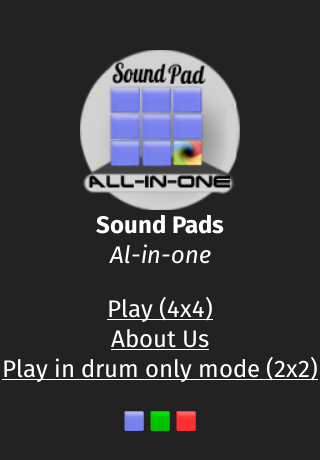 Sound Pad
ALL-IN-ONE
Sound Pads
Al-in-one
Play (4x4)
About Us
Play in drum only mode (2x2)